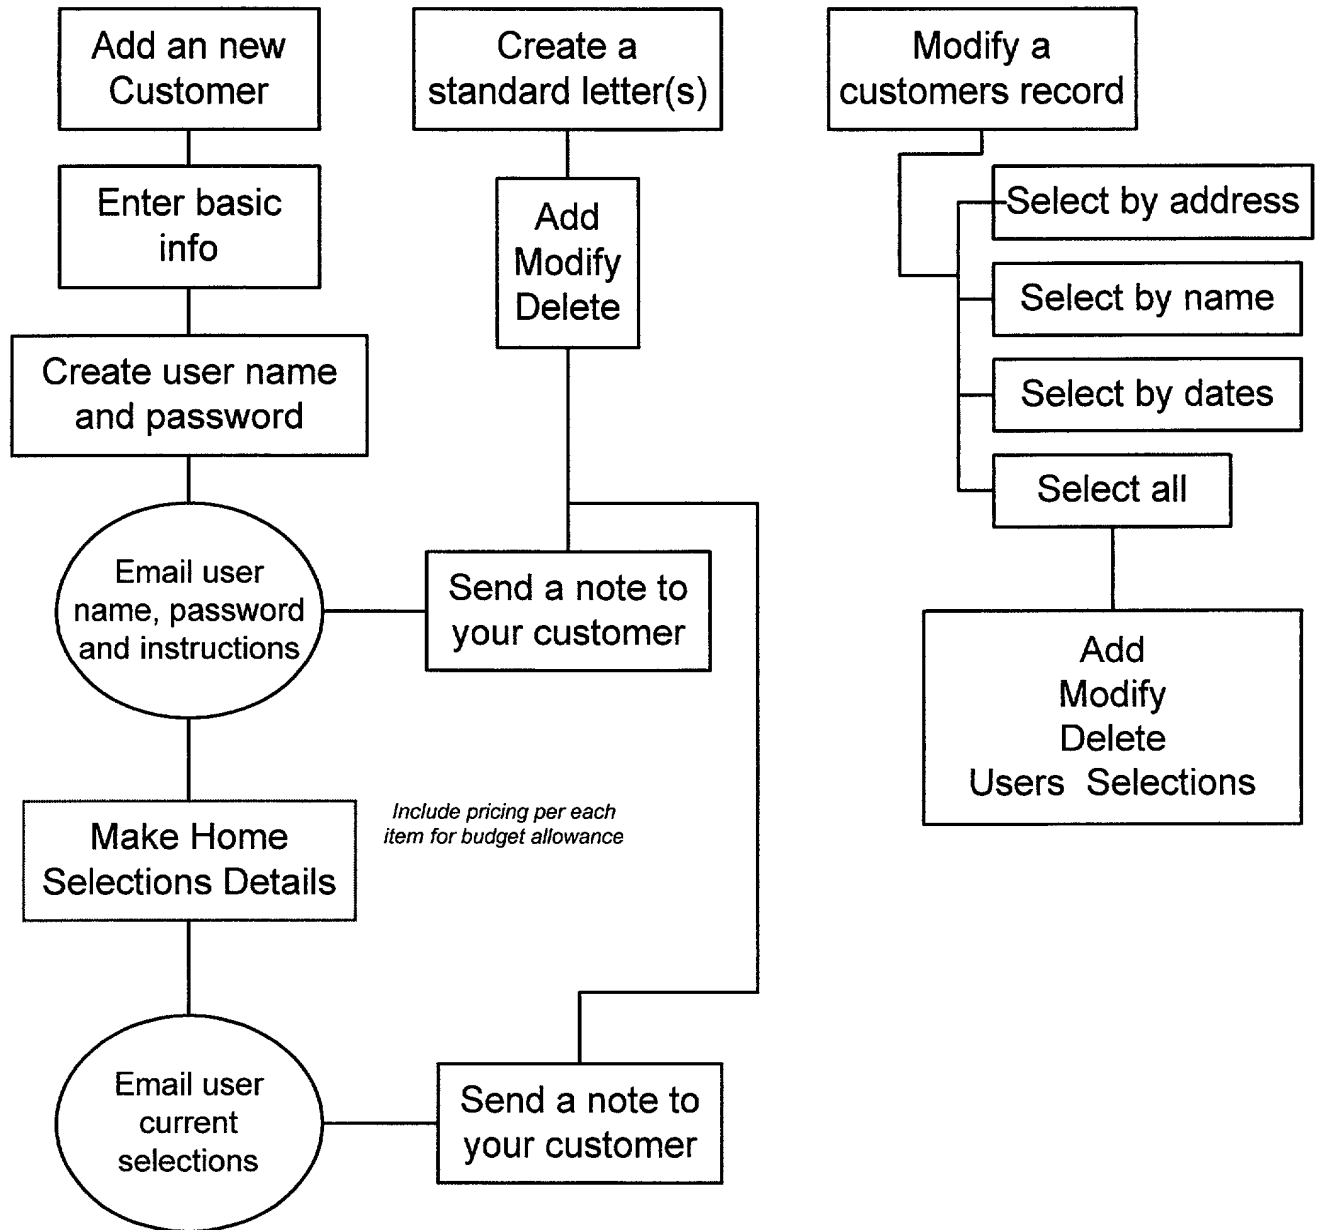 Add an new
Customer
Enter basic
info
Create user name
and password
Email user
name, password
and instructions
Make Home
Selections Details
Email user
current
selections
Create a
standard letter(s)
Add
Modify
Delete
Send a note to
your customer
Include pricing per each
item for budget allowance
Send a note to
your customer
Modify a
customers record
Select by address
Select by name
Select by dates
Select all
Add
Modify
Delete
Users Selections